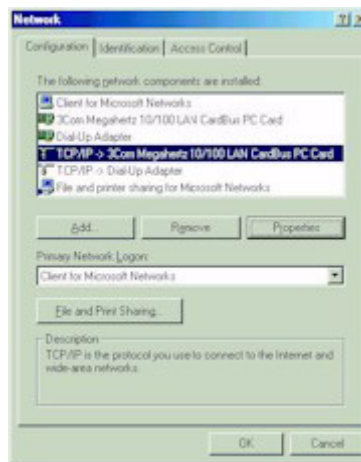 Network
Configuration Identification Access Control
The following network components are installed:
Client for Microsoft Networks
3Com Megahertz 10/100 LAN CardBus PC Card
Dial-Up Adapter
TCP/IP -> 3Com Megahertz 10/100 LAN CardBus PC Card
TCP/IP -> Dial-Up Adapter
File and printer sharing for Microsoft Networks
Add... Remove Properties
Primary Network Logon:
Client for Microsoft Networks
File and Print Sharing...
Description
TCP/IP is the protocol you use to connect to the Internet and
wide-area networks.
OK Cancel